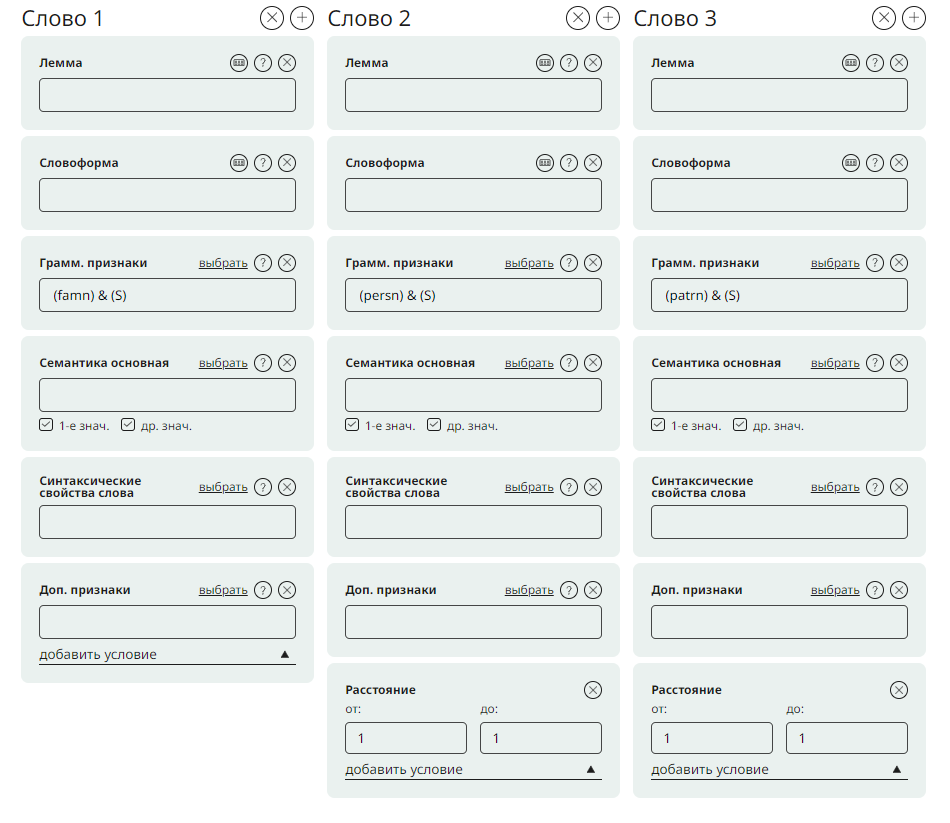 Слово 1
Слово 2
Слово 3
Лемма ?
Лемма ?
Лемма ?
Словоформа ?
Словоформа ?
Словоформа ?
Грамм. признаки выбрать ?
Грамм. признаки выбрать ?
Грамм. признаки выбрать ?
(famn) & (S)
(persn) & (S)
(patrn) & (S)
Семантика основная выбрать ?
Семантика основная выбрать ?
Семантика основная выбрать ?
1-е знач. др. знач.
1-е знач. др. знач.
1-е знач. др. знач.
Синтаксические
свойства слова выбрать ?
Синтаксические
свойства слова выбрать ?
Синтаксические
свойства слова выбрать ?
Доп. признаки выбрать ?
Доп. признаки выбрать ?
Доп. признаки выбрать ?
добавить условие
Расстояние
Расстояние
от: до:
от: до:
1 1
1 1
добавить условие
добавить условие